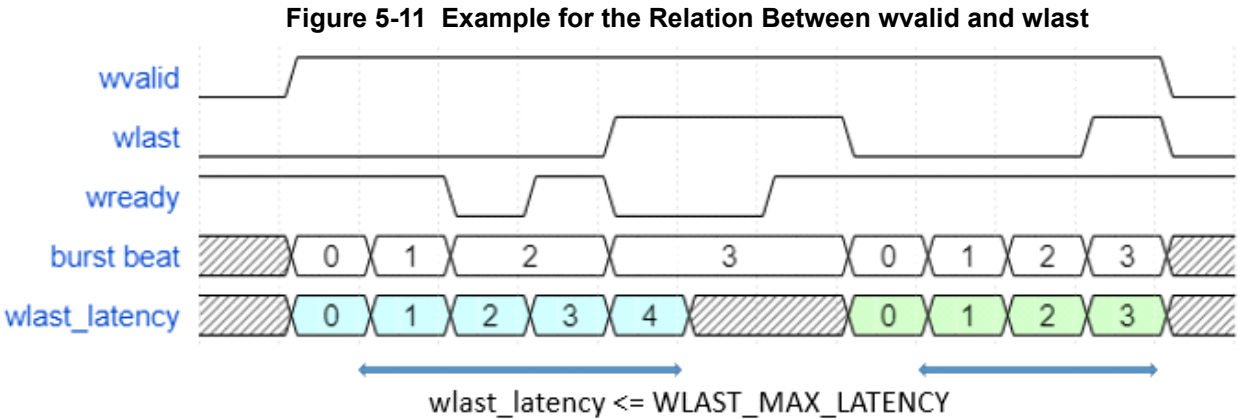 Figure 5-11 Example for the Relation Between wvalid and wlast
wvalid
wlast
wready
burst beat 0 1 2 3 0 1 2 3
wlast_latency 0 1 2 3 4 0 1 2 3
wlast_latency <= WLAST_MAX_LATENCY